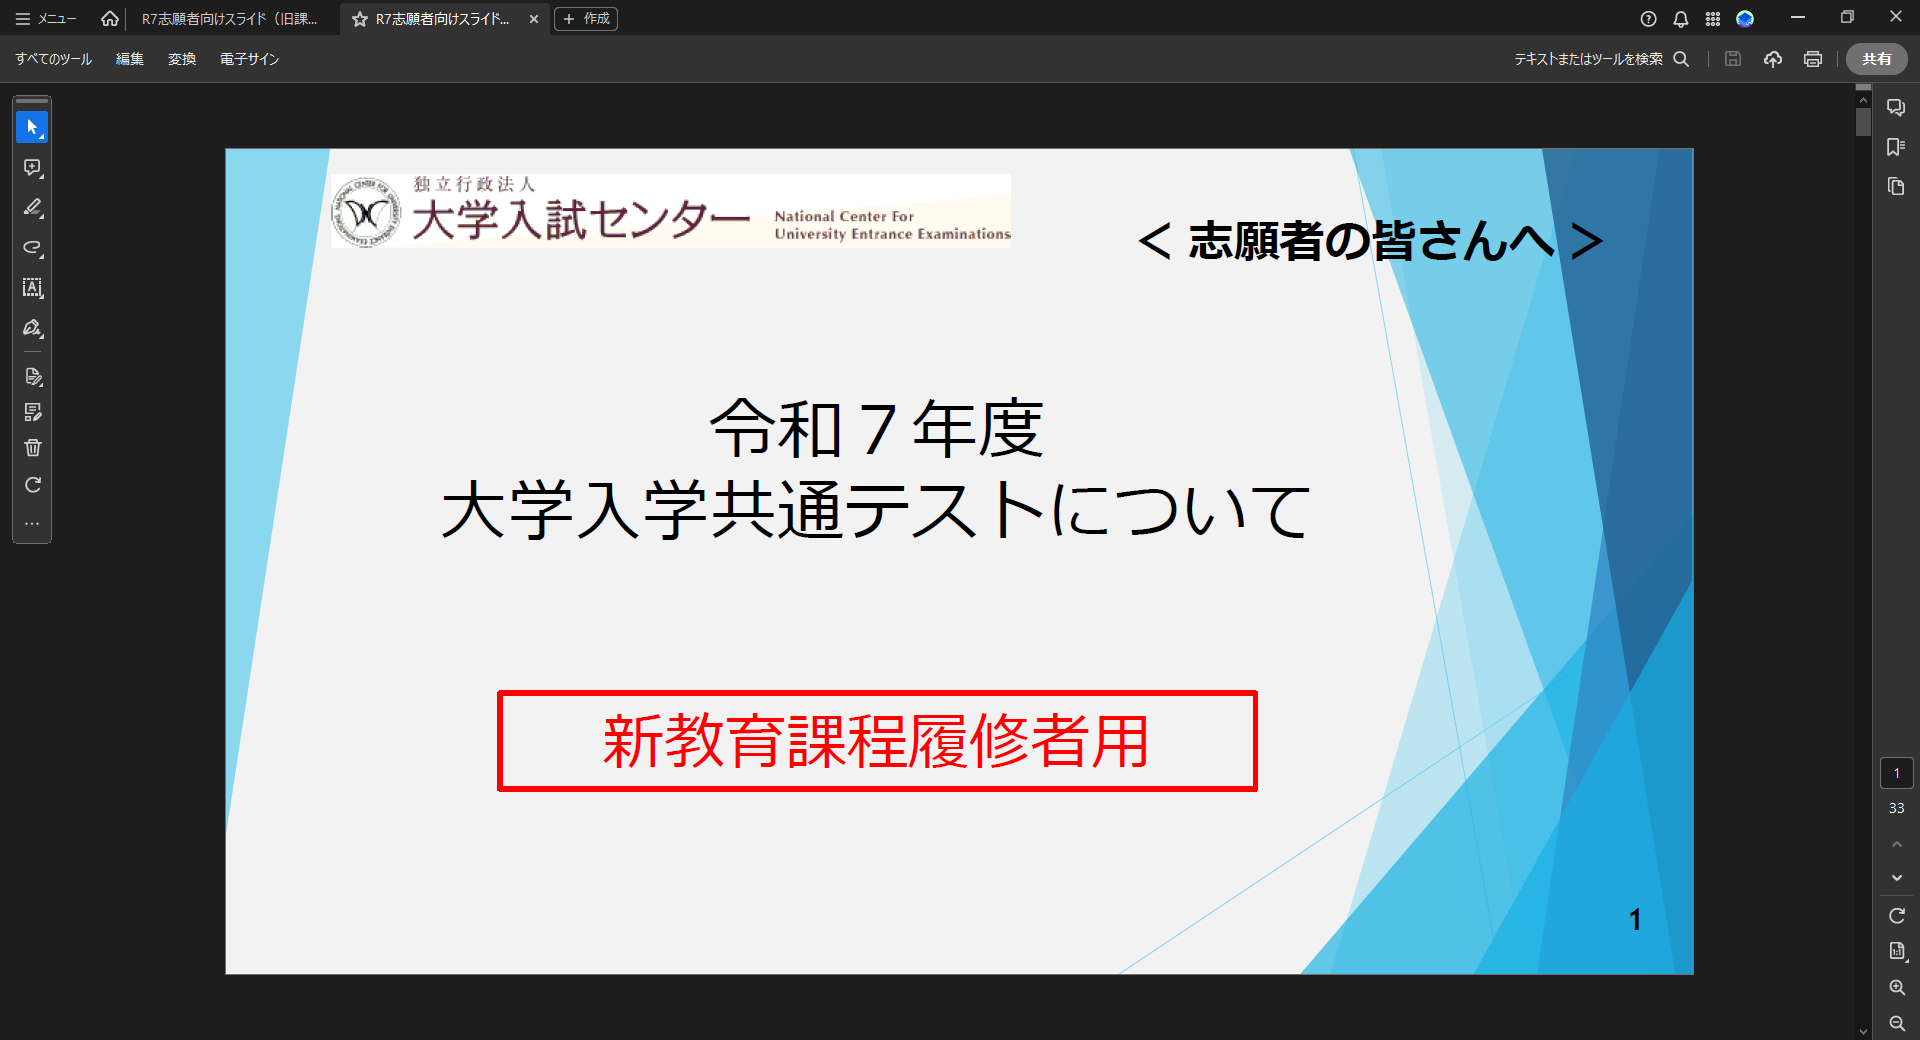 メニュー
R7志願者向けスライド（旧課...
R7志願者向けスライド...
作成
すべてのツール
編集
変換
電子サイン
テキストまたはツールを検索
共有
独立行政法人
大学入試センター
National Center For
University Entrance Examinations
＜ 志願者の皆さんへ ＞
令和７年度
大学入学共通テストについて
新教育課程履修者用
1
1
33